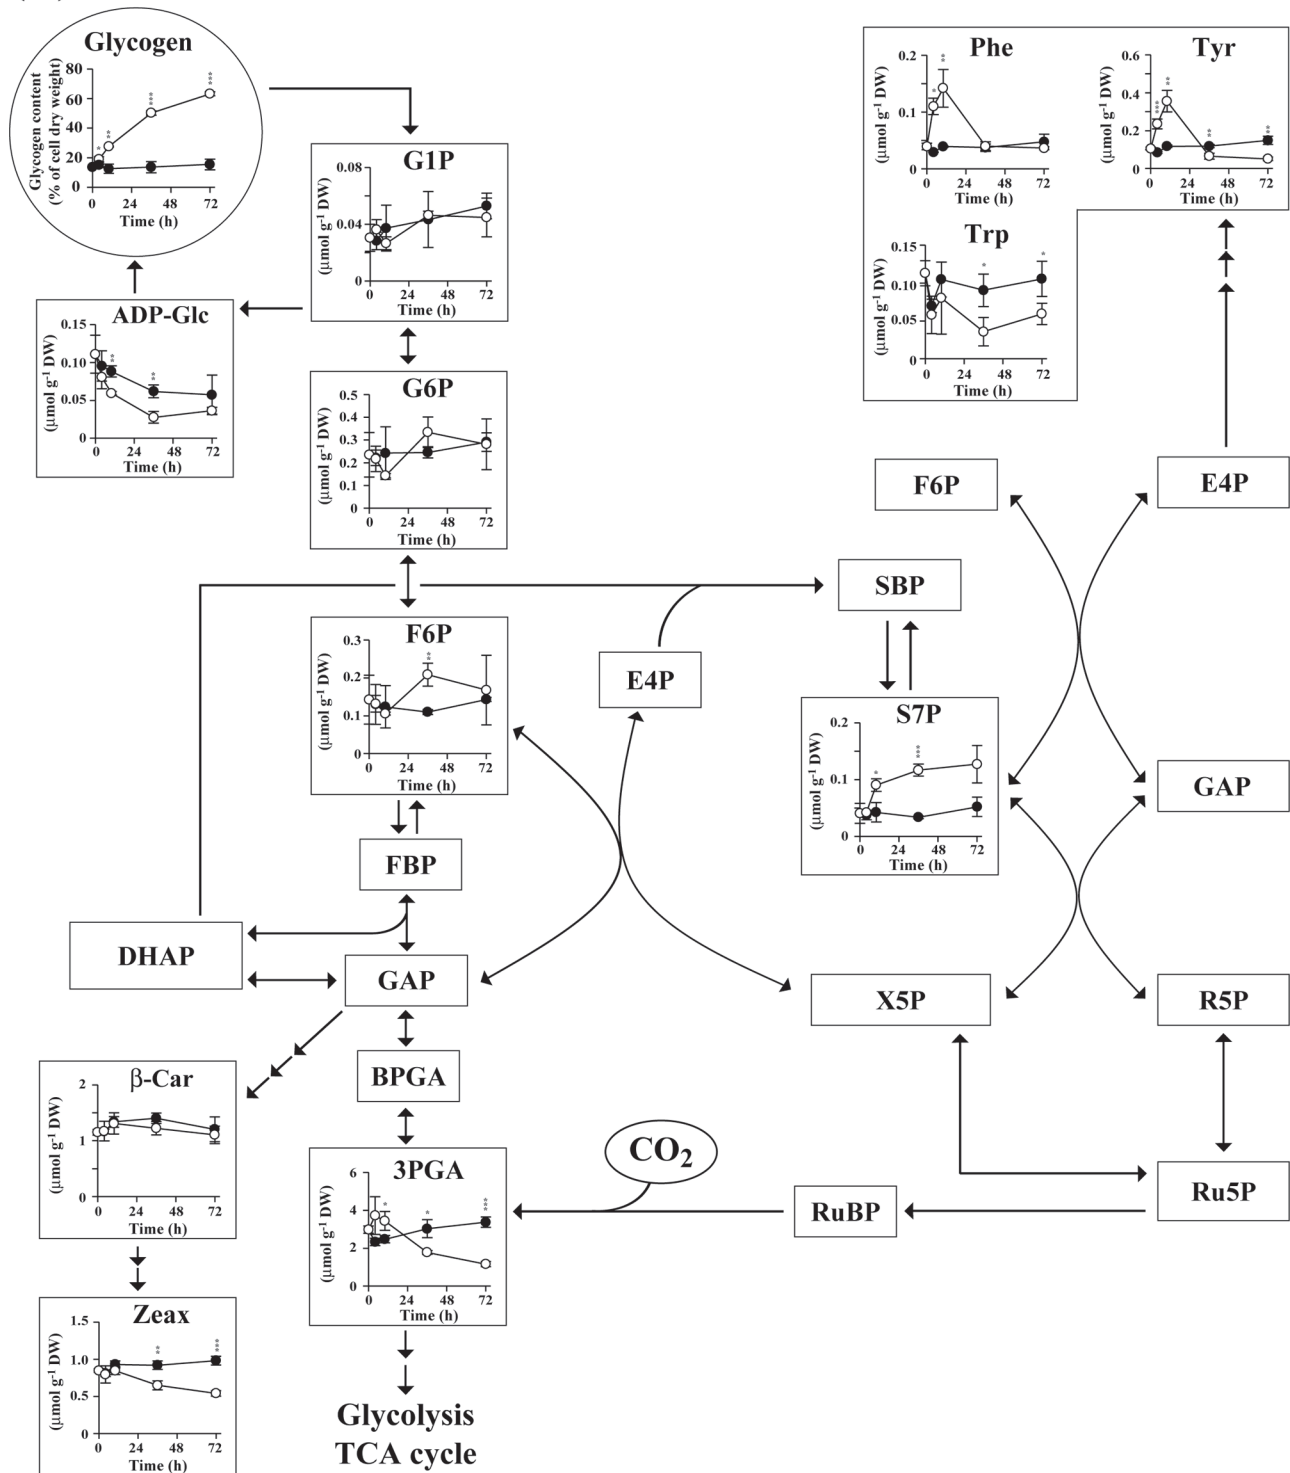 Glycogen
Glycogen content
(% of cell dry weight)
80
60
40
20
0
0 24 48 72
Time (h)
*
**
***
***
G1P
(μmol g-1 DW)
0.08
0.04
0
0 24 48 72
Time (h)
ADP-Glc
(μmol g-1 DW)
0.15
0.10
0.05
0
0 24 48 72
Time (h)
**
**
G6P
(μmol g-1 DW)
0.5
0.4
0.3
0.2
0.1
0
0 24 48 72
Time (h)
F6P
(μmol g-1 DW)
0.3
0.2
0.1
0
0 24 48 72
Time (h)
**
FBP
DHAP
GAP
BPGA
β-Car
(μmol g-1 DW)
2
1
0
0 24 48 72
Time (h)
Zeax
(μmol g-1 DW)
1.5
1.0
0.5
0
0 24 48 72
Time (h)
**
***
3PGA
(μmol g-1 DW)
6
4
2
0
0 24 48 72
Time (h)
*
*
***
Glycolysis
TCA cycle
CO2
RuBP
Ru5P
E4P
SBP
S7P
(μmol g-1 DW)
0.2
0.1
0
0 24 48 72
Time (h)
*
***
X5P
R5P
GAP
F6P
E4P
Phe
(μmol g-1 DW)
0.2
0.1
0
0 24 48 72
Time (h)
*
**
Tyr
(μmol g-1 DW)
0.6
0.4
0.2
0
0 24 48 72
Time (h)
***
**
**
**
Trp
(μmol g-1 DW)
0.15
0.10
0.05
0
0 24 48 72
Time (h)
*
*